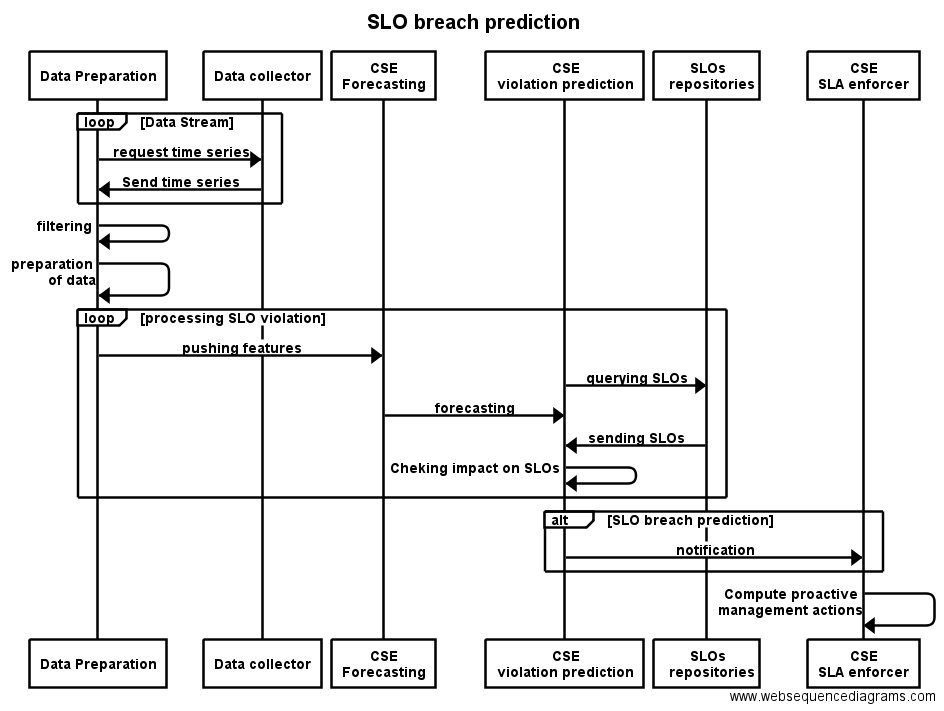 SLO breach prediction
Data Preparation
Data collector
CSE
Forecasting
CSE
violation prediction
SLOs
repositories
CSE
SLA enforcer
loop
[Data Stream]
request time series
Send time series
filtering
preparation
of data
loop
[processing SLO violation]
pushing features
querying SLOs
forecasting
sending SLOs
Cheking impact on SLOs
alt
[SLO breach prediction]
notification
Compute proactive
management actions
Data Preparation
Data collector
CSE
Forecasting
CSE
violation prediction
SLOs
repositories
CSE
SLA enforcer
www.websequencediagrams.com